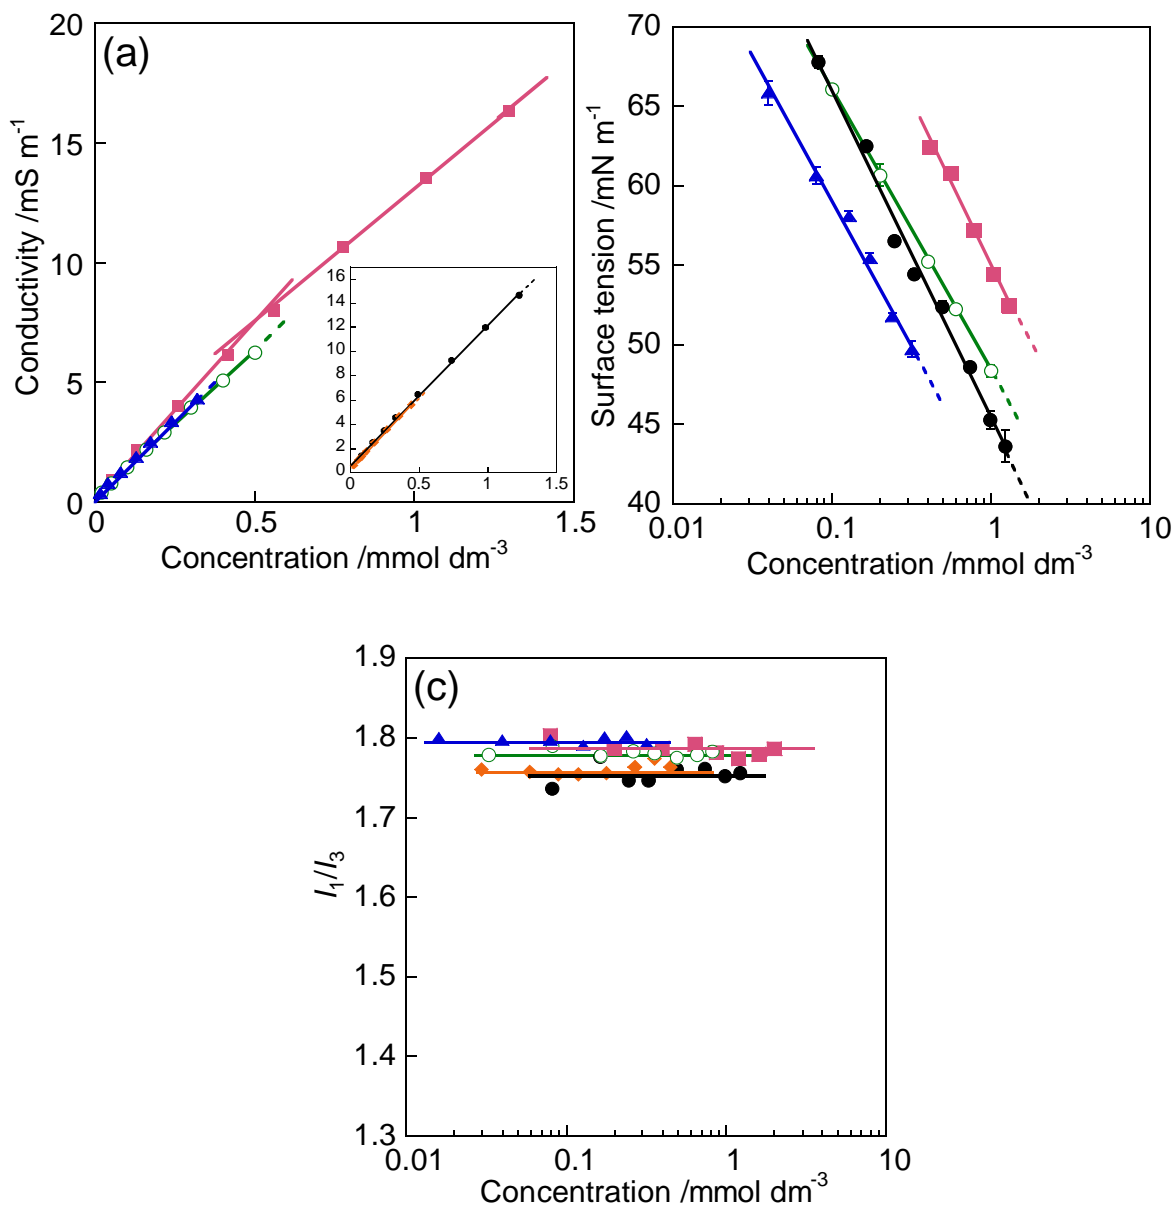 (a)
Conductivity /mS m⁻¹
20
15
10
5
0
0 0.5 1 1.5
Concentration /mmol dm⁻³
16
14
12
10
8
6
4
2
0
0 0.5 1 1.5
Surface tension /mN m⁻¹
70
65
60
55
50
45
40
0.01 0.1 1 10
Concentration /mmol dm⁻³
(c)
I₁/I₃
1.9
1.8
1.7
1.6
1.5
1.4
1.3
0.01 0.1 1 10
Concentration /mmol dm⁻³